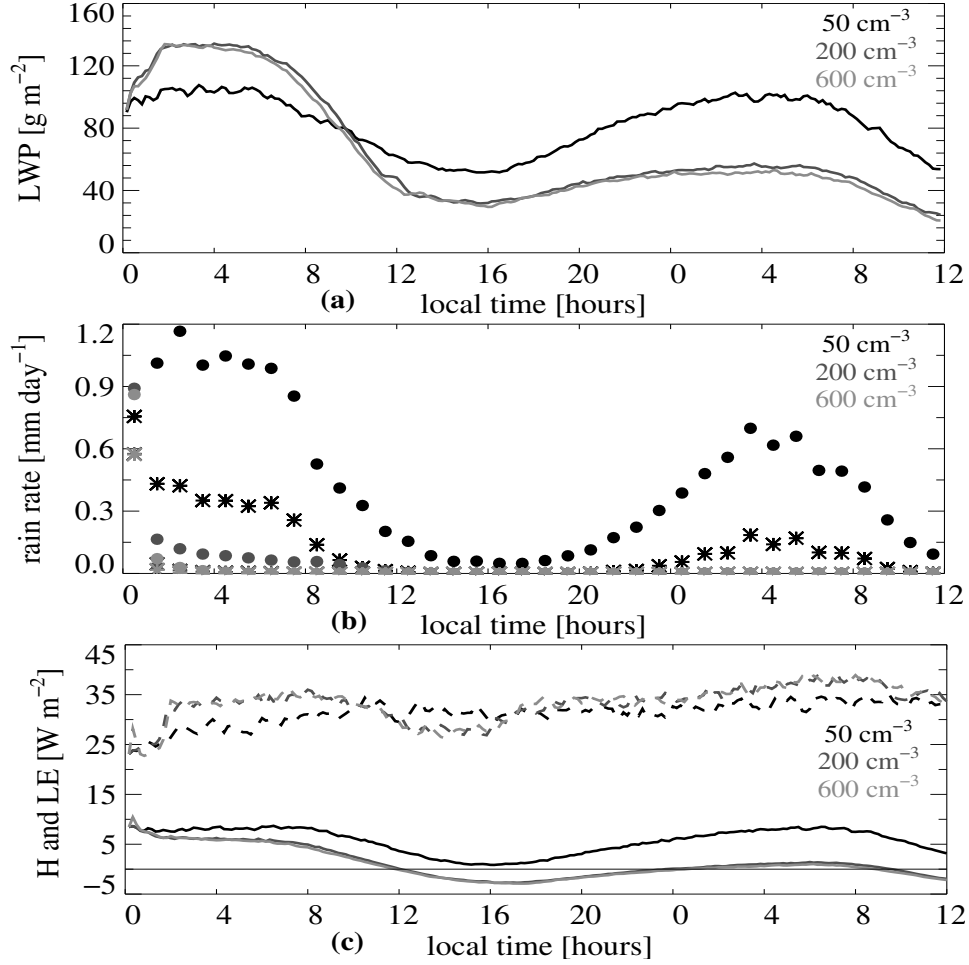 160
120
80
40
0
LWP [g m⁻²]
50 cm⁻³
200 cm⁻³
600 cm⁻³
0 4 8 12 16 20 0 4 8 12
(a) local time [hours]
1.2
0.9
0.6
0.3
0.0
rain rate [mm day⁻¹]
50 cm⁻³
200 cm⁻³
600 cm⁻³
0 4 8 12 16 20 0 4 8 12
(b) local time [hours]
45
35
25
15
5
−5
H and LE [W m⁻²]
50 cm⁻³
200 cm⁻³
600 cm⁻³
0 4 8 12 16 20 0 4 8 12
(c) local time [hours]